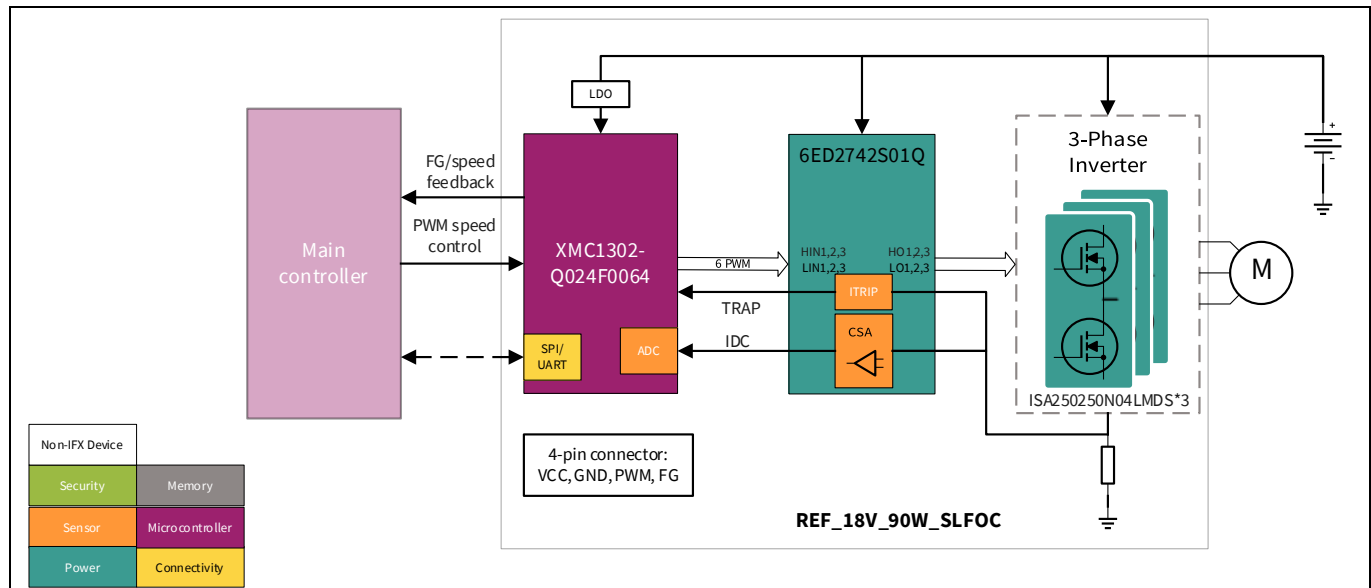 LDO
+
-
3-Phase
Inverter
6ED2742S01Q
FG/speed
feedback
PWM speed
control
Main
controller
XMC1302-
Q024F0064
6 PWM
HIN1,2,3
LIN1,2,3
HO1,2,3
LO1,2,3
M
ITRIP
TRAP
CSA
IDC
SPI/
UART
ADC
ISA250250N04LMDS*3
4-pin connector:
VCC, GND, PWM, FG
REF_18V_90W_SLFOC
Non-IFX Device
Security
Memory
Sensor
Microcontroller
Power
Connectivity